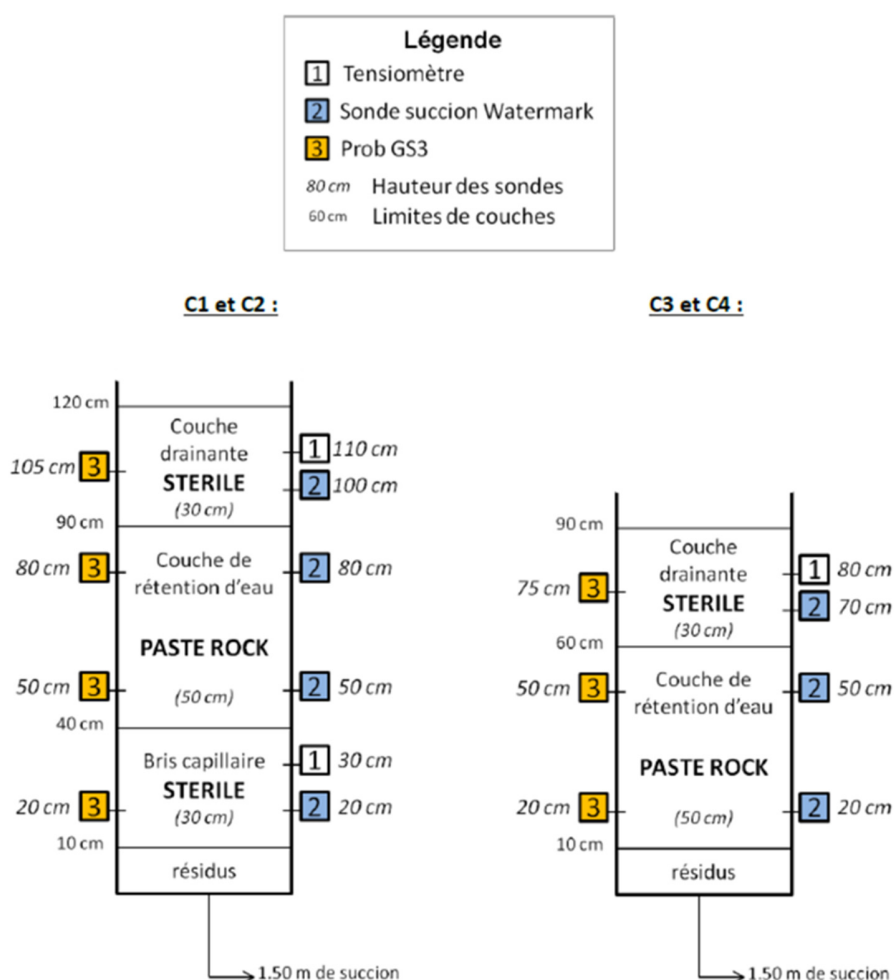 Légende
1 Tensiomètre
2 Sonde succion Watermark
3 Prob GS3
80 cm Hauteur des sondes
60 cm Limites de couches
C1 et C2 :
120 cm
Couche
drainante
STERILE
(30 cm)
105 cm 3
1 110 cm
2 100 cm
90 cm
Couche de
rétention d'eau
PASTE ROCK
(50 cm)
80 cm 3
2 80 cm
50 cm 3
2 50 cm
40 cm
Bris capillaire
STERILE
(30 cm)
1 30 cm
20 cm 3
2 20 cm
10 cm
résidus
1.50 m de succion
C3 et C4 :
90 cm
Couche
drainante
STERILE
(30 cm)
75 cm 3
1 80 cm
2 70 cm
60 cm
Couche de
rétention d'eau
PASTE ROCK
(50 cm)
50 cm 3
2 50 cm
20 cm 3
2 20 cm
10 cm
résidus
1.50 m de succion